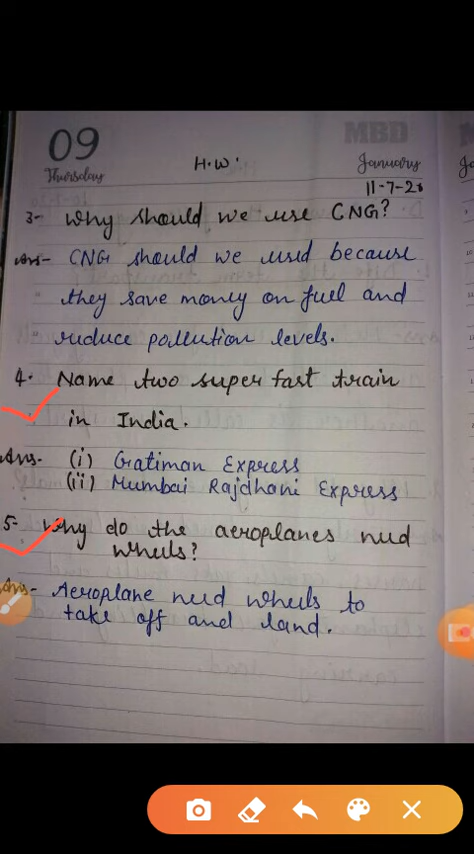 09
Thursday
H.W.
MBD
January
11-7-20
3- Why should we use CNG?
Ans- CNG should we used because
they save money on fuel and
reduce pollution levels.
4. Name two super fast train
in India.
Ans. (i) Gatiman Express
(ii) Mumbai Rajdhani Express
5- Why do the aeroplanes need
wheels?
Ans- Aeroplane need wheels to
take off and land.